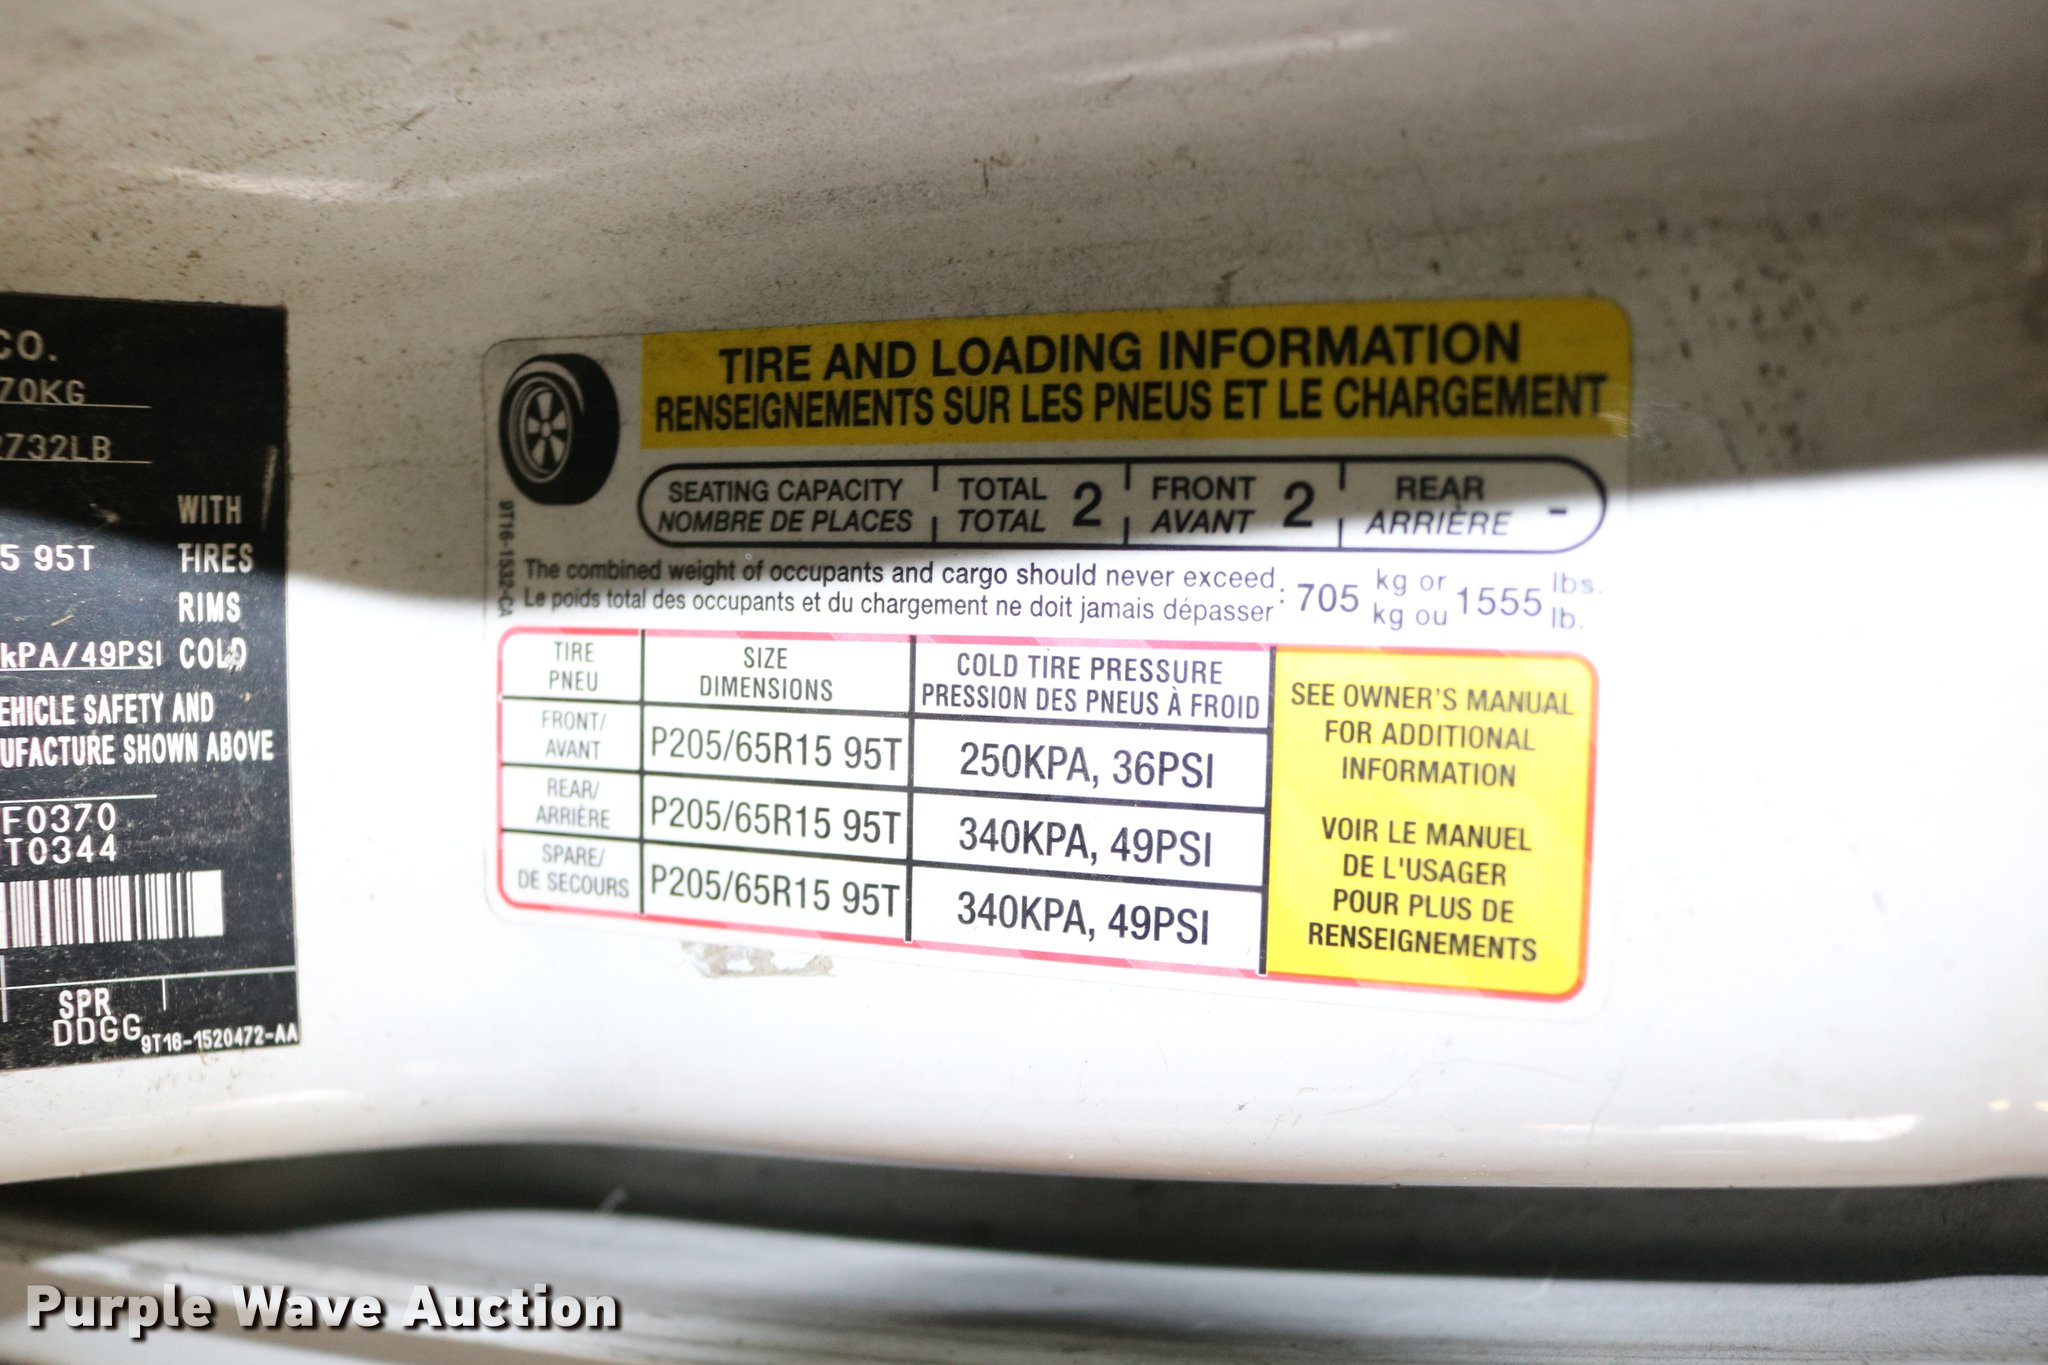 CO.
70KG
2732LB
WITH
5 95T TIRES
RIMS
kPA/49PSI COLD
EHICLE SAFETY AND
UFACTURE SHOWN ABOVE
F0370
T0344
SPR
DDGG
9T16-1520472-AA
TIRE AND LOADING INFORMATION
RENSEIGNEMENTS SUR LES PNEUS ET LE CHARGEMENT
SEATING CAPACITY TOTAL 2 FRONT 2 REAR -
NOMBRE DE PLACES TOTAL AVANT ARRIÈRE
9T16-1532-CA
The combined weight of occupants and cargo should never exceed : 705 kg or 1555 lbs.
Le poids total des occupants et du chargement ne doit jamais dépasser kg ou lb.
TIRE SIZE COLD TIRE PRESSURE
PNEU DIMENSIONS PRESSION DES PNEUS À FROID
FRONT/ AVANT P205/65R15 95T 250KPA, 36PSI
REAR/ ARRIÈRE P205/65R15 95T 340KPA, 49PSI
SPARE/ DE SECOURS P205/65R15 95T 340KPA, 49PSI
SEE OWNER'S MANUAL
FOR ADDITIONAL
INFORMATION
VOIR LE MANUEL
DE L'USAGER
POUR PLUS DE
RENSEIGNEMENTS
Purple Wave Auction